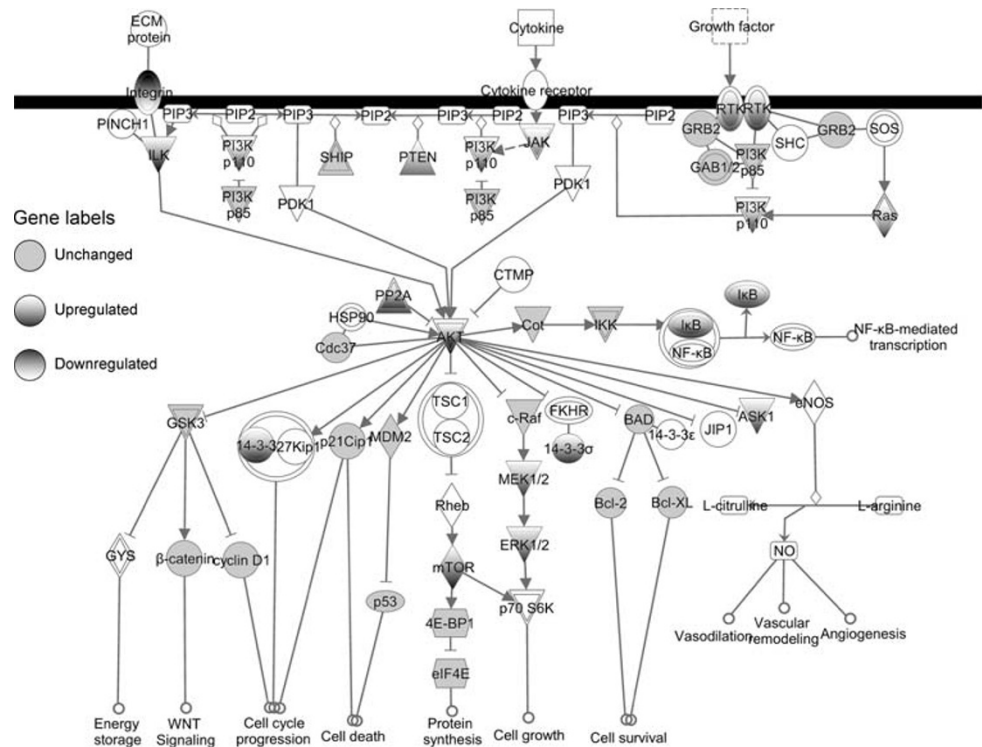 ECM
protein
Cytokine
Growth factor
Integrin
Cytokine receptor
RTK
RTK
PIP3
PIP2
PIP3
PIP2
PIP3
PIP2
PIP3
PIP2
PINCH1
ILK
PI3K
p110
SHIP
PTEN
PI3K
p110
JAK
GRB2
SHC
GRB2
SOS
GAB1/2
PI3K
p85
PI3K
p85
PDK1
PI3K
p85
PDK1
PI3K
p110
Ras
Gene labels
Unchanged
Upregulated
Downregulated
CTMP
PP2A
HSP90
Cdc37
AKT
Cot
IKK
IκB
NF-κB
IκB
NF-κB
NF-κB-mediated
transcription
GSK3
14-3-3
27Kip1
p21Cip1
MDM2
TSC1
TSC2
c-Raf
FKHR
14-3-3σ
BAD
14-3-3ε
JIP1
ASK1
eNOS
MEK1/2
Rheb
Bcl-2
Bcl-XL
L-citrulline
L-arginine
GYS
β-catenin
cyclin D1
mTOR
ERK1/2
NO
p53
4E-BP1
p70 S6K
eIF4E
Vasodilation
Vascular
remodeling
Angiogenesis
Energy
storage
WNT
Signaling
Cell cycle
progression
Cell death
Protein
synthesis
Cell growth
Cell survival